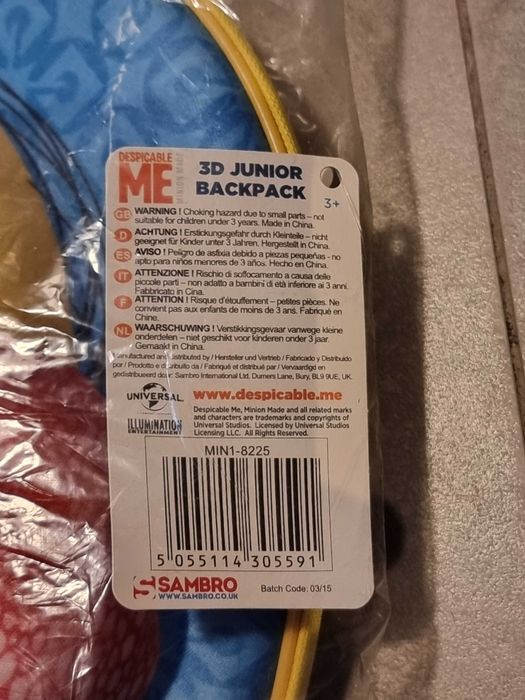 DESPICABLE
ME
MINION MADE
3D JUNIOR
BACKPACK
3+
GB WARNING ! Choking hazard due to small parts – not
suitable for children under 3 years. Made in China.
D ACHTUNG ! Erstickungsgefahr durch Kleinteile – nicht
geeignet für Kinder unter 3 Jahren. Hergestellt in China.
ES AVISO ! Peligro de asfixia debido a piezas pequeñas - no
apto para niños menores de 3 años. Hecho en China.
IT ATTENZIONE ! Rischio di soffocamento a causa delle
piccole parti – non adatto a bambini di età inferiore ai 3 anni.
Fabbricato in Cina.
F ATTENTION ! Risque d'étouffement – petites pièces. Ne
convient pas aux enfants de moins de 3 ans. Fabriqué en
Chine.
NL WAARSCHUWING ! Verstikkingsgevaar vanwege kleine
onderdelen – niet geschikt voor kinderen onder 3 jaar.
Gemaakt in China.
Manufactured and distributed by / Hersteller und Vertrieb / Fabricado y Distribuido
por / Prodotto e distribuito da / Fabriqué et distribué par / Vervaardigd en
gedistribueerd door: Sambro International Ltd, Dumers Lane, Bury, BL9 9UE, UK.
UNIVERSAL
www.despicable.me
ILLUMINATION
ENTERTAINMENT
Despicable Me, Minion Made and all related marks
and characters are trademarks and copyrights of
Universal Studios. Licensed by Universal Studios
Licensing LLC. All Rights Reserved.
MIN1-8225
5 055114 305591
SAMBRO
WWW.SAMBRO.CO.UK
Batch Code: 03/15